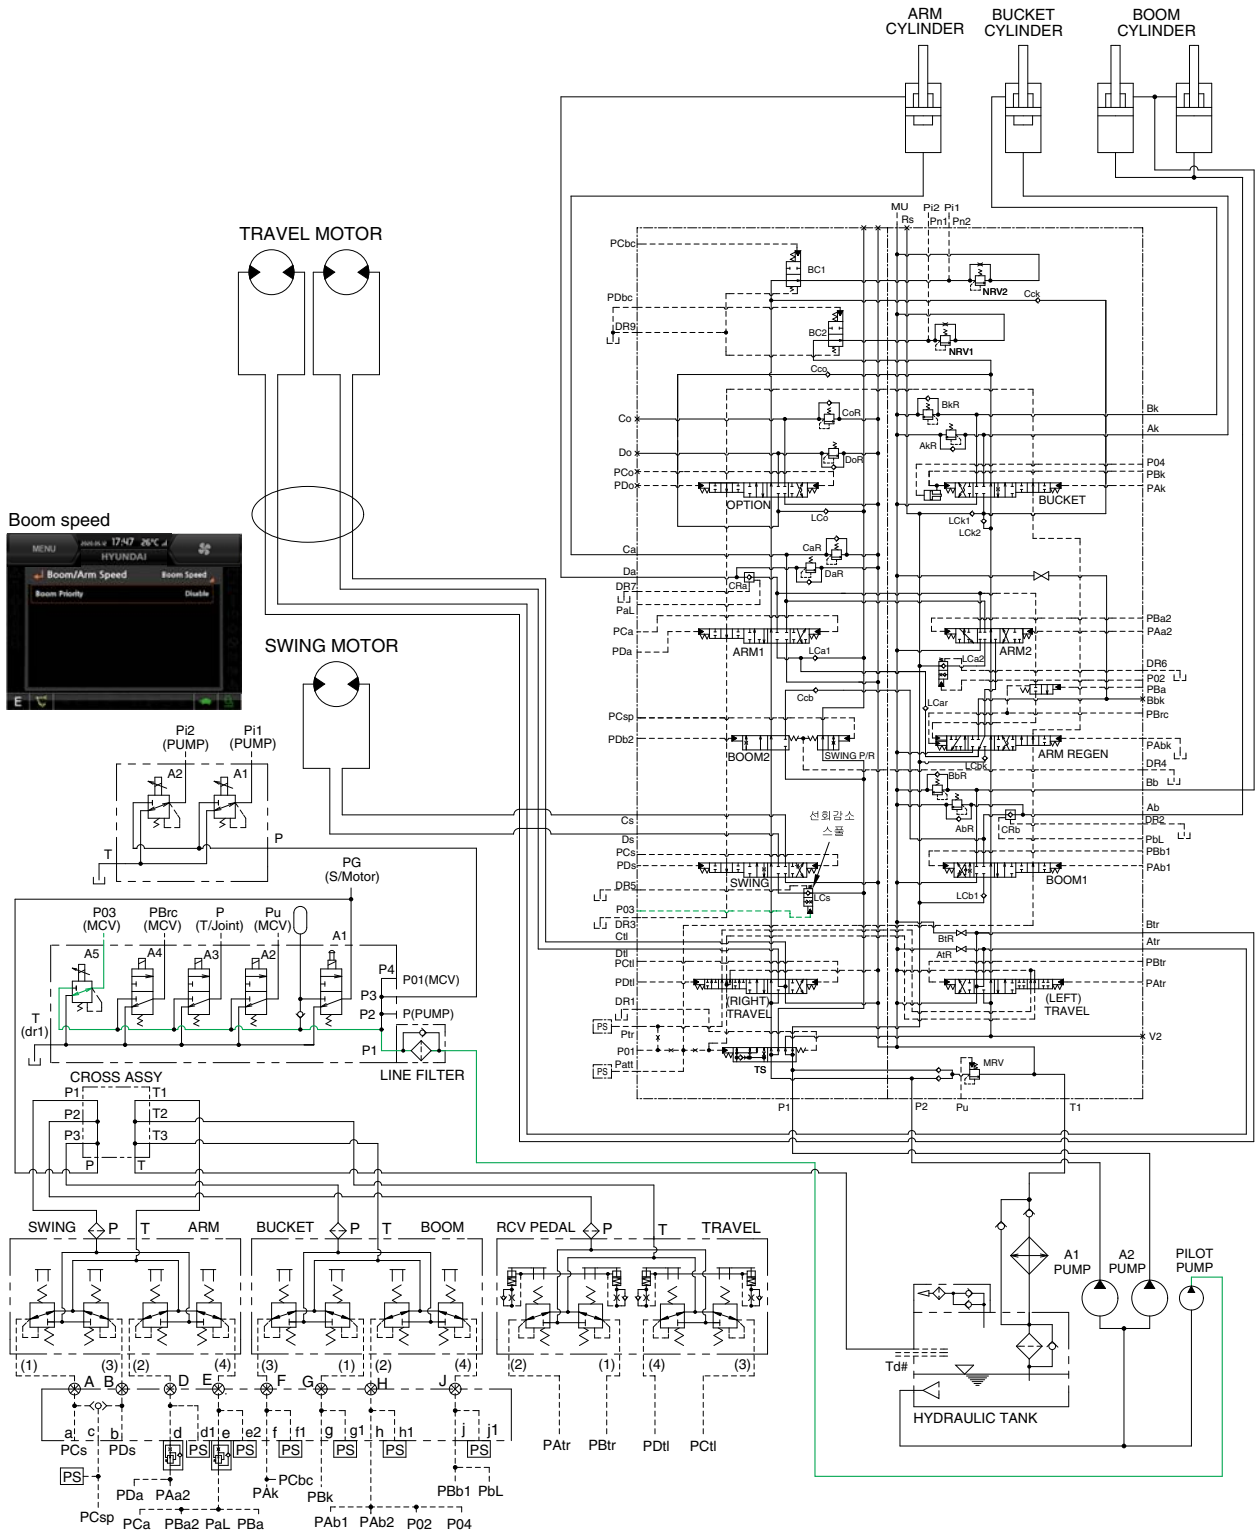 ARM
CYLINDER
BUCKET
CYLINDER
BOOM
CYLINDER
MU
Pi2
Pi1
Rs
Pn1
Pn2
TRAVEL MOTOR
PCbc
BC1
NRV2
Cck
PDbc
DR9
BC2
NRV1
Cco
Co
CoR
BkR
Bk
AkR
Ak
Do
DoR
PCo
PDo
P04
PBk
PAk
OPTION
BUCKET
LCo
LCk1
LCk2
Boom speed
MENU
17:47
26°C
HYUNDAI
Boom/Arm Speed
Boom Speed
Boom Priority
Disable
E
Ca
CaR
Da
DaR
CRa
DR7
PaL
PCa
PDa
PBa2
PAa2
ARM1
ARM2
LCa1
LCa2
DR6
P02
PBa
Bbk
Ccb
LCar
PBrc
PCsp
PDb2
PAbk
BOOM2
SWING P/R
ARM REGEN
LCbk
DR4
SWING MOTOR
BbR
Bb
AbR
CRb
Ab
DR2
PbL
선회감소
스풀
Cs
Ds
PCs
PDs
PBb1
PAb1
SWING
BOOM1
DR5
LCs
LCb1
P03
DR3
Ctl
Dtl
BtR
AtR
Btr
Atr
PCtl
PDtl
PBtr
PAtr
(RIGHT)
TRAVEL
(LEFT)
TRAVEL
DR1
PS
Ptr
P01
Patt
PS
TS
V2
MRV
P1
P2
Pu
T1
Pi2
(PUMP)
Pi1
(PUMP)
A2
A1
P
T
PG
(S/Motor)
P03
(MCV)
PBrc
(MCV)
P
(T/Joint)
Pu
(MCV)
A5
A4
A3
A2
A1
P4
P01(MCV)
P3
P2
P(PUMP)
P1
T
(dr1)
LINE FILTER
CROSS ASSY
P1
T1
P2
T2
P3
T3
P
T
SWING
P
T
ARM
BUCKET
P
T
BOOM
RCV PEDAL
P
T
TRAVEL
(1)
(3)
(2)
(4)
(3)
(1)
(2)
(4)
(2)
(1)
(4)
(3)
A
B
D
E
F
G
H
J
a
c
b
d
d1
e
e2
f
f1
g
g1
h
h1
j
j1
PCs
PDs
PS
PS
PS
PS
PS
PS
PS
PCsp
PDa
PAa2
PCa
PBa2
PaL
PBa
PAk
PCbc
PBk
PAb1
PAb2
P02
P04
PBb1
PbL
PAtr
PBtr
PDtl
PCtl
A1
PUMP
A2
PUMP
PILOT
PUMP
Td#
HYDRAULIC TANK